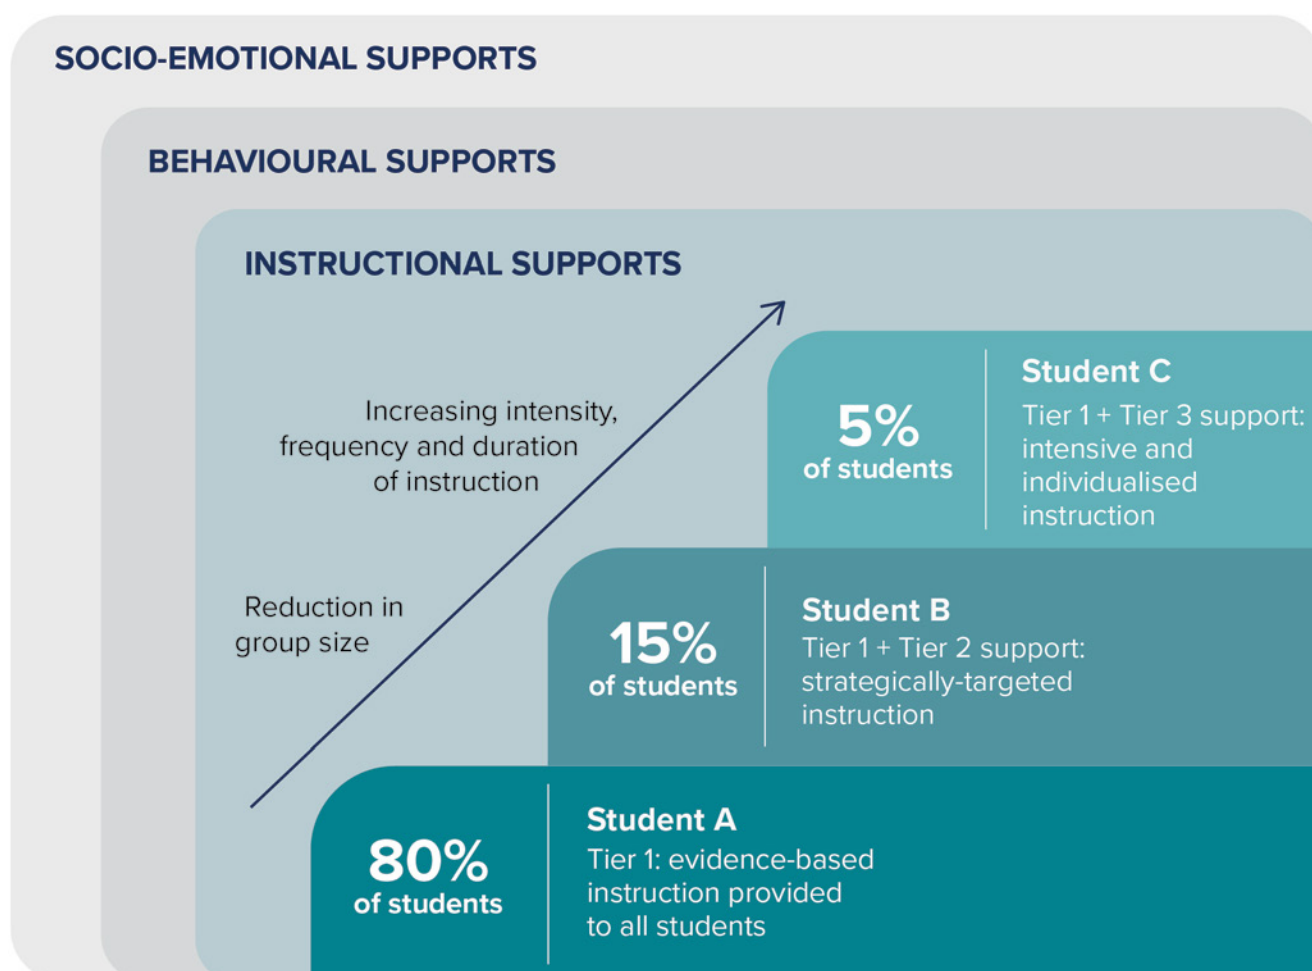 SOCIO-EMOTIONAL SUPPORTS
BEHAVIOURAL SUPPORTS
INSTRUCTIONAL SUPPORTS
Increasing intensity,
frequency and duration
of instruction
Reduction in
group size
5%
of students
Student C
Tier 1 + Tier 3 support:
intensive and
individualised
instruction
15%
of students
Student B
Tier 1 + Tier 2 support:
strategically-targeted
instruction
80%
of students
Student A
Tier 1: evidence-based
instruction provided
to all students